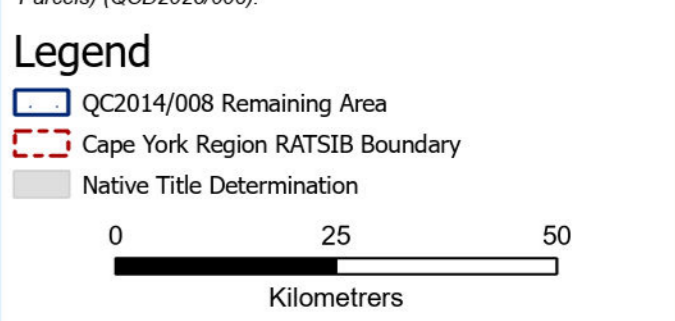 Legend
QC2014/008 Remaining Area
Cape York Region RATSIB Boundary
Native Title Determination
0 25 50
Kilometrers